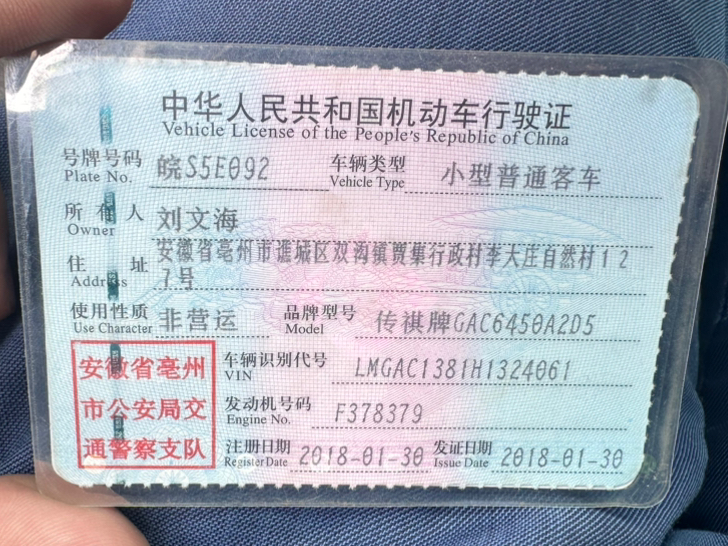 中华人民共和国机动车行驶证
Vehicle License of the People's Republic of China
号牌号码 皖S5E092 车辆类型 小型普通客车
Plate No. Vehicle Type
所有人 刘文海
Owner
住址 安徽省亳州市谯城区双沟镇贾集行政村李大庄自然村12
Address 7号
使用性质 非营运 品牌型号 传祺牌GAC6450A2D5
Use Character Model
安徽省亳州 车辆识别代号 LMGAC1381H1324061
VIN
市公安局交 发动机号码 F378379
Engine No.
通警察支队 注册日期 2018-01-30 发证日期 2018-01-30
Register Date Issue Date